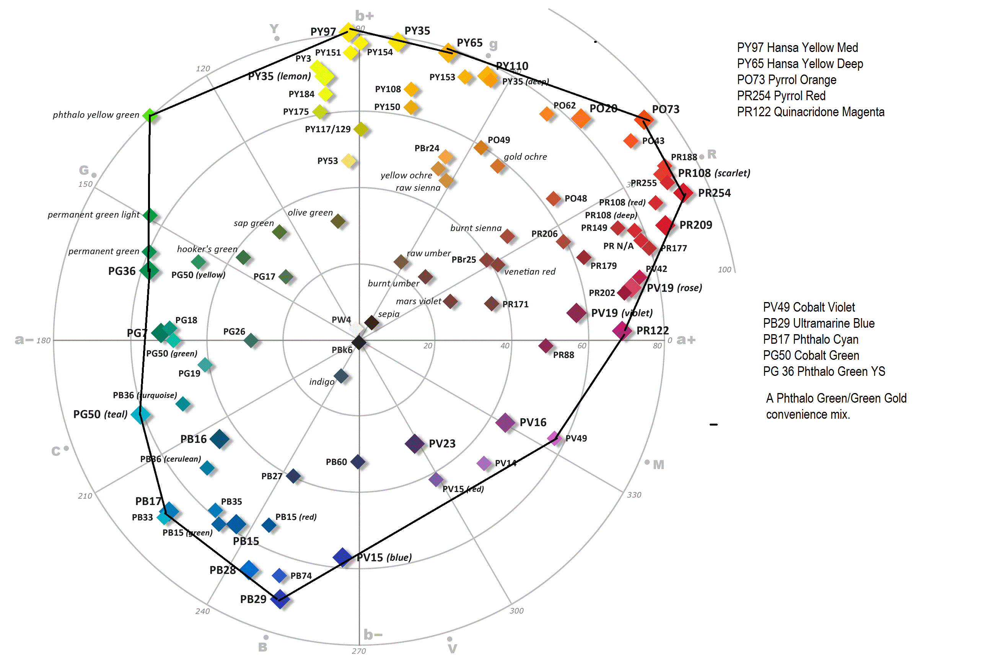 b+
90
Y
PY97
PY35
PY65
g
PY151
PY154
PY3
PY110
60
120
PY35 (lemon)
PY153
PY35 (deep)
PY184
PY108
PY175
PY150
PO62
PO20
PO73
phthalo yellow green
PY117/129
PO49
PO43
PBr24
gold ochre
PR188
R
PY53
G
yellow ochre
PR108 (scarlet)
150
raw sienna
30
PR255
PR254
PO48
PR108 (red)
permanent green light
olive green
PR108 (deep)
sap green
burnt sienna
PR149
PR209
PR206
hooker's green
PR N/A
PR177
permanent green
raw umber
PBr25
PR179
PG36
PG50 (yellow)
PG17
venetian red
PV42
100
burnt umber
PV19 (rose)
PR202
mars violet
PR171
sepia
PV19 (violet)
PW4
PG18
PG7
PG26
PR122
a−
180
0
a+
20
40
60
80
PBk6
PG50 (green)
PR88
PG19
indigo
PB36 (turquoise)
PG50 (teal)
PV16
PB16
PV23
PV49
C
PB36 (cerulean)
PB60
PV14
M
PB27
PV15 (red)
210
330
PB17
PB35
PB33
PB15 (red)
PB15 (green)
PB15
PV15 (blue)
PB28
PB74
PB29
240
300
b−
B
V
270
PY97 Hansa Yellow Med
PY65 Hansa Yellow Deep
PO73 Pyrrol Orange
PR254 Pyrrol Red
PR122 Quinacridone Magenta
PV49 Cobalt Violet
PB29 Ultramarine Blue
PB17 Phthalo Cyan
PG50 Cobalt Green
PG 36 Phthalo Green YS
A Phthalo Green/Green Gold
convenience mix.